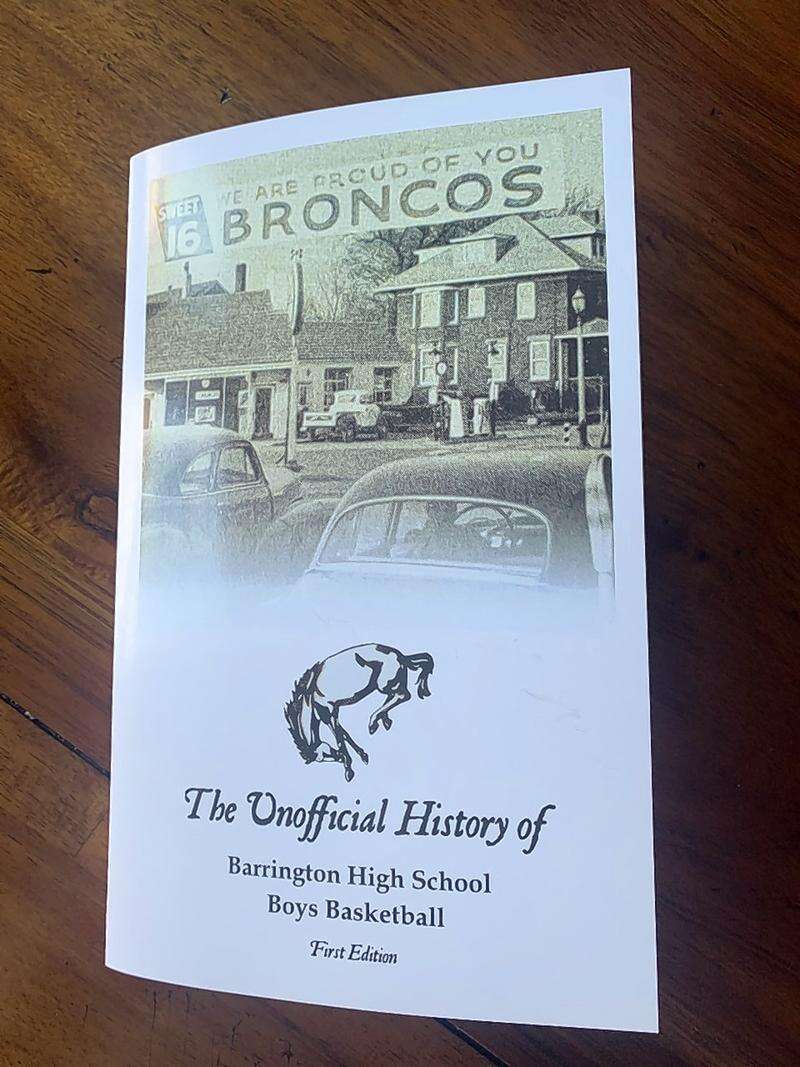 WE ARE PROUD OF YOU
SWEET
16
BRONCOS
The Unofficial History of
Barrington High School
Boys Basketball
First Edition